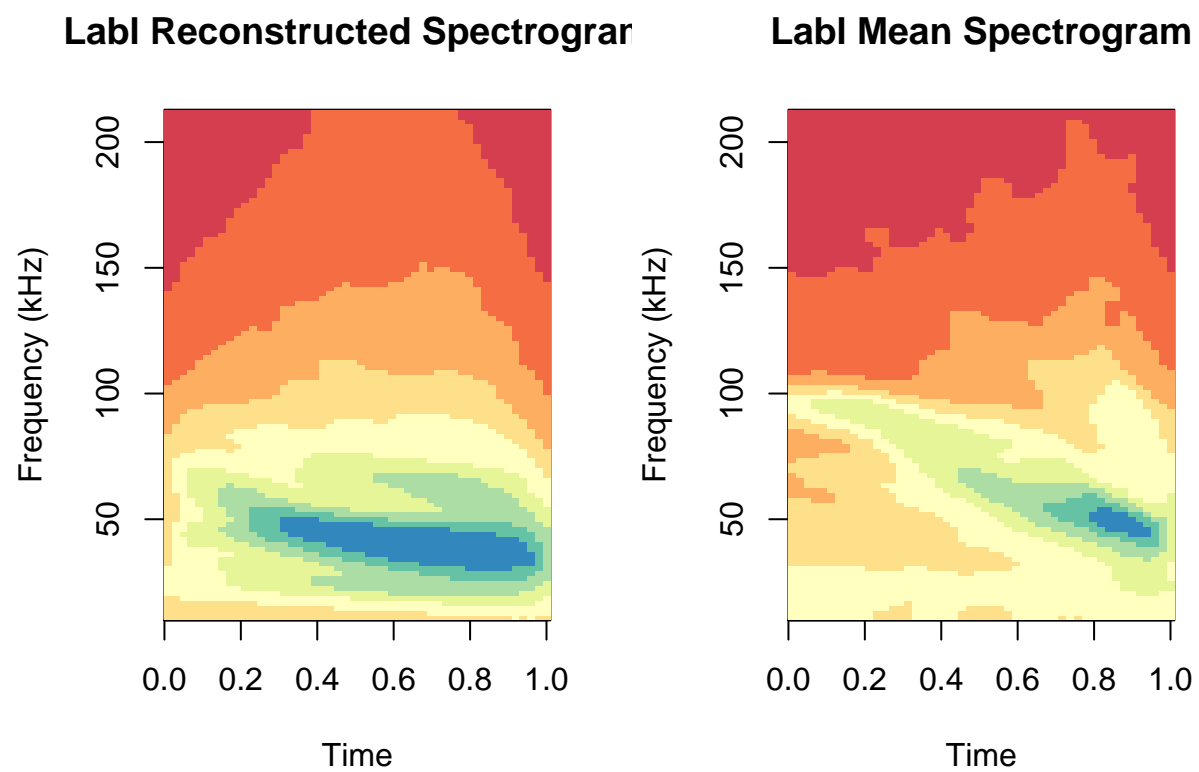 Labl Reconstructed Spectrogram
Labl Mean Spectrogram
Frequency (kHz)
200
150
100
50
0.0 0.2 0.4 0.6 0.8 1.0
Time
Frequency (kHz)
200
150
100
50
0.0 0.2 0.4 0.6 0.8 1.0
Time